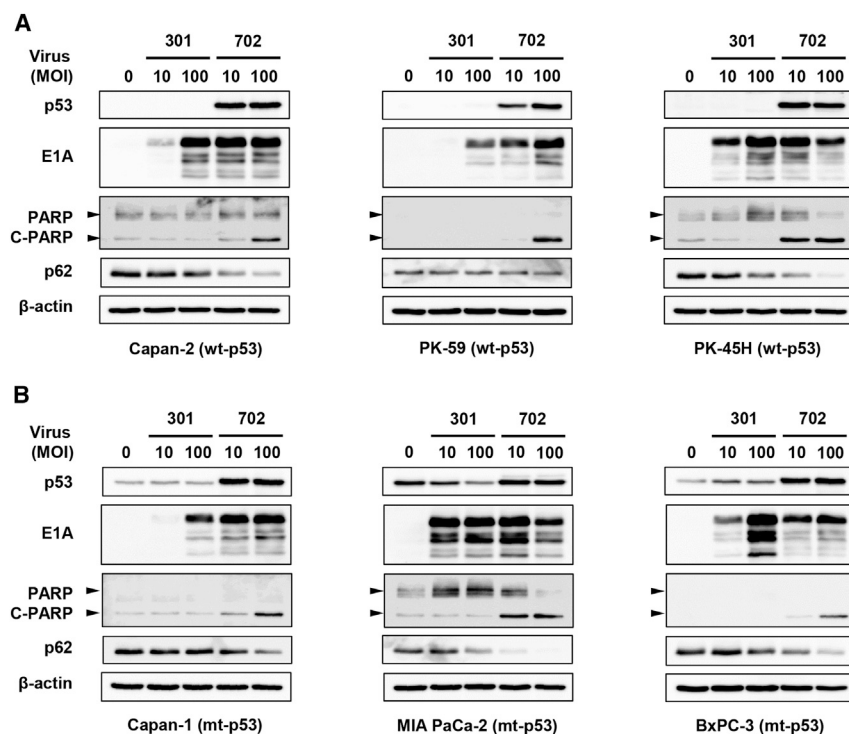 A
Virus (MOI) 301 702 301 702 301 702
0 10 100 10 100 0 10 100 10 100 0 10 100 10 100
p53
E1A
PARP
C-PARP
p62
β-actin
Capan-2 (wt-p53) PK-59 (wt-p53) PK-45H (wt-p53)
B
Virus (MOI) 301 702 301 702 301 702
0 10 100 10 100 0 10 100 10 100 0 10 100 10 100
p53
E1A
PARP
C-PARP
p62
β-actin
Capan-1 (mt-p53) MIA PaCa-2 (mt-p53) BxPC-3 (mt-p53)